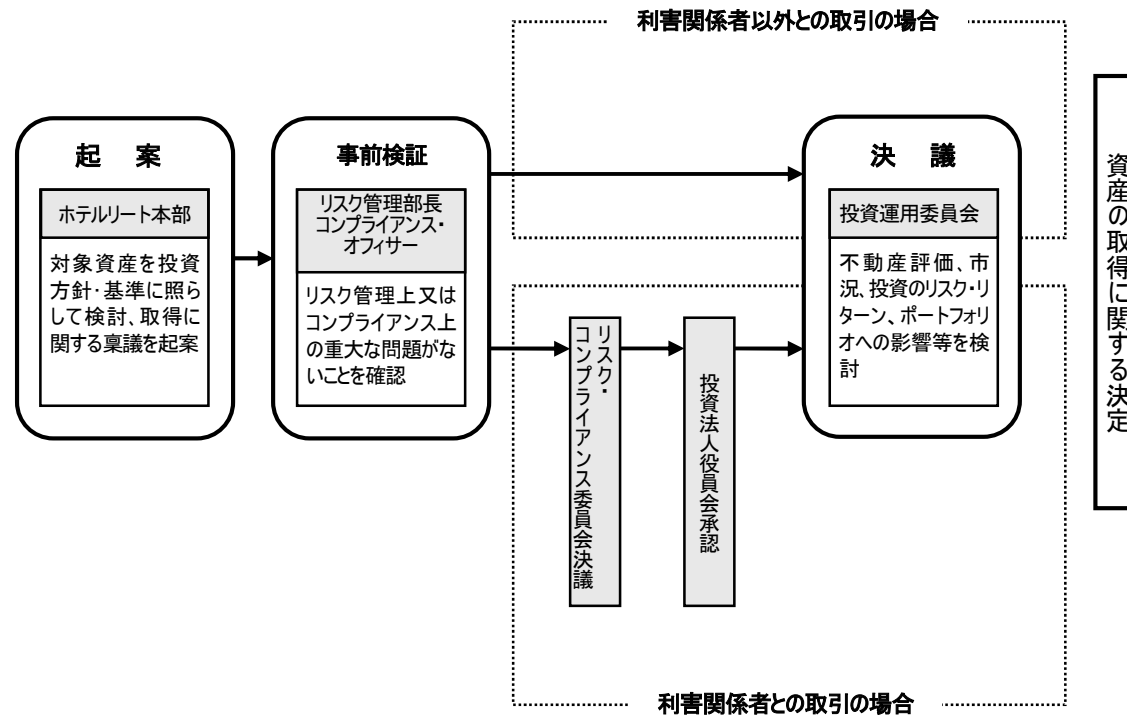 利害関係者以外との取引の場合
起　案
ホテルリート本部
対象資産を投資
方針・基準に照ら
して検討、取得に
関する稟議を起案
事前検証
リスク管理部長
コンプライアンス・
オフィサー
リスク管理上又は
コンプライアンス上
の重大な問題がな
いことを確認
リスク・
コンプライアンス委員会決議
投資法人役員会承認
決　議
投資運用委員会
不動産評価、市
況、投資のリスク・リ
ターン、ポートフォリ
オへの影響等を検
討
資産の取得に関する決定
利害関係者との取引の場合